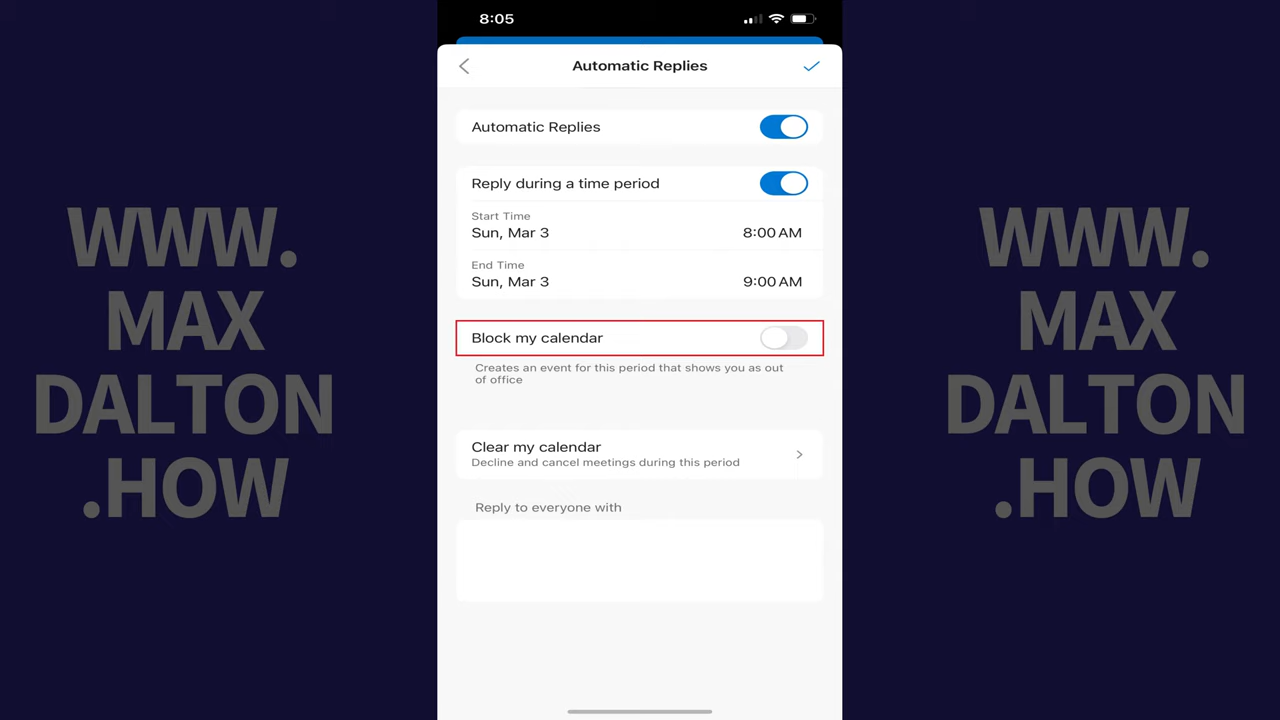 8:05
Automatic Replies
Automatic Replies
Reply during a time period
Start Time
Sun, Mar 3 8:00 AM
End Time
Sun, Mar 3 9:00 AM
Block my calendar
Creates an event for this period that shows you as out
of office
Clear my calendar
Decline and cancel meetings during this period
Reply to everyone with
WWW.
MAX
DALTON
.HOW
WWW.
MAX
DALTON
.HOW